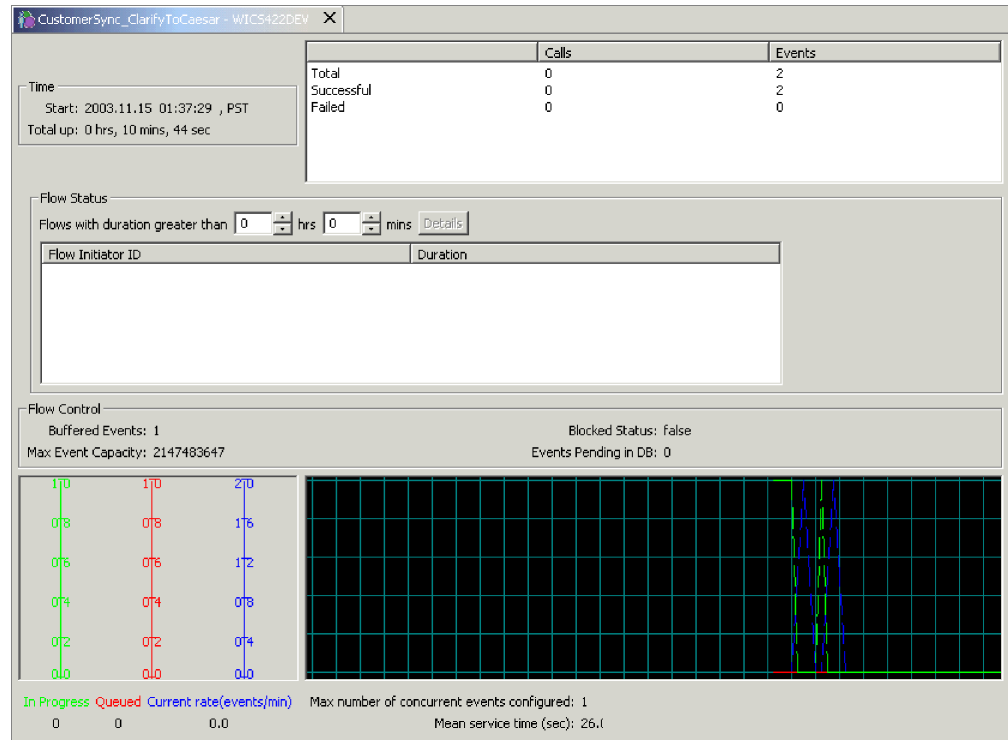 CustomerSync_ClarifyToCaesar - WICS422DEV X
Calls Events
Total 0 2
Successful 0 2
Failed 0 0
Time
Start: 2003.11.15 01:37:29 , PST
Total up: 0 hrs, 10 mins, 44 sec
Flow Status
Flows with duration greater than 0 hrs 0 mins Details
Flow Initiator ID Duration
Flow Control
Buffered Events: 1 Blocked Status: false
Max Event Capacity: 2147483647 Events Pending in DB: 0
1.0 1.0 2.0
0.8 0.8 1.6
0.6 0.6 1.2
0.4 0.4 0.8
0.2 0.2 0.4
0.0 0.0 0.0
In Progress Queued Current rate(events/min) Max number of concurrent events configured: 1
0 0 0.0 Mean service time (sec): 26.